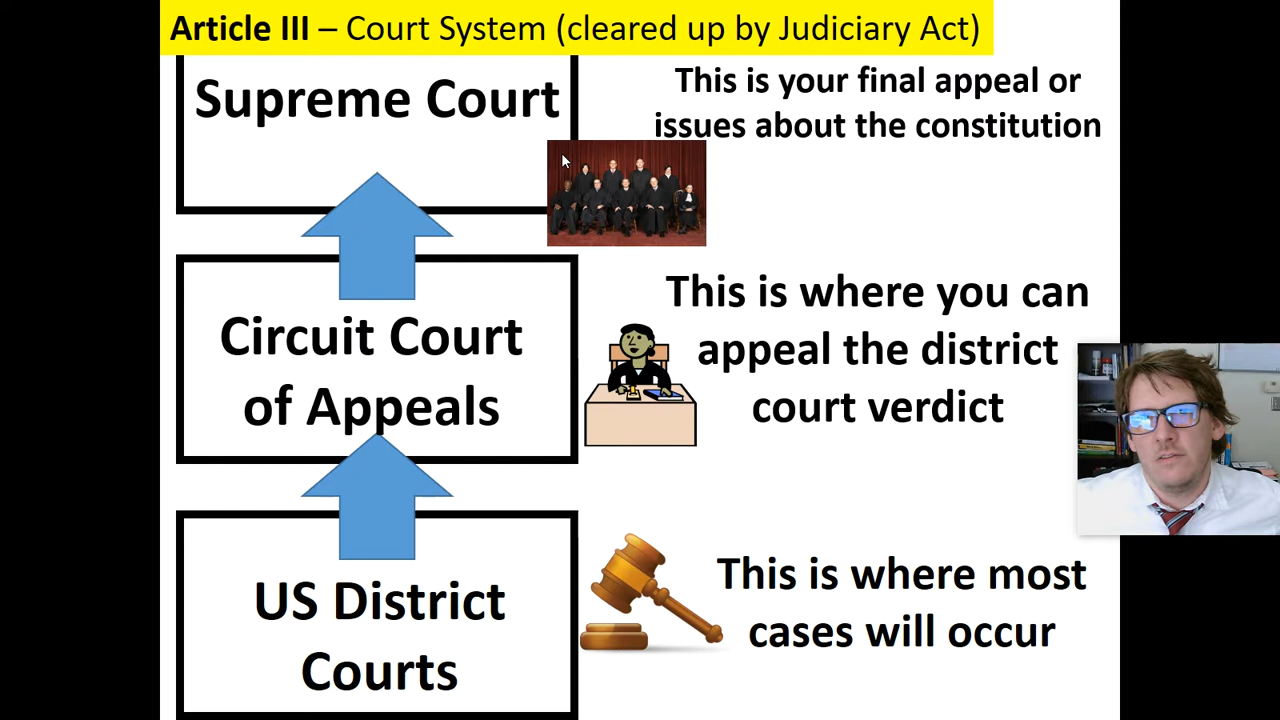 Article III – Court System (cleared up by Judiciary Act)
Supreme Court
This is your final appeal or
issues about the constitution
Circuit Court
of Appeals
This is where you can
appeal the district
court verdict
US District
Courts
This is where most
cases will occur